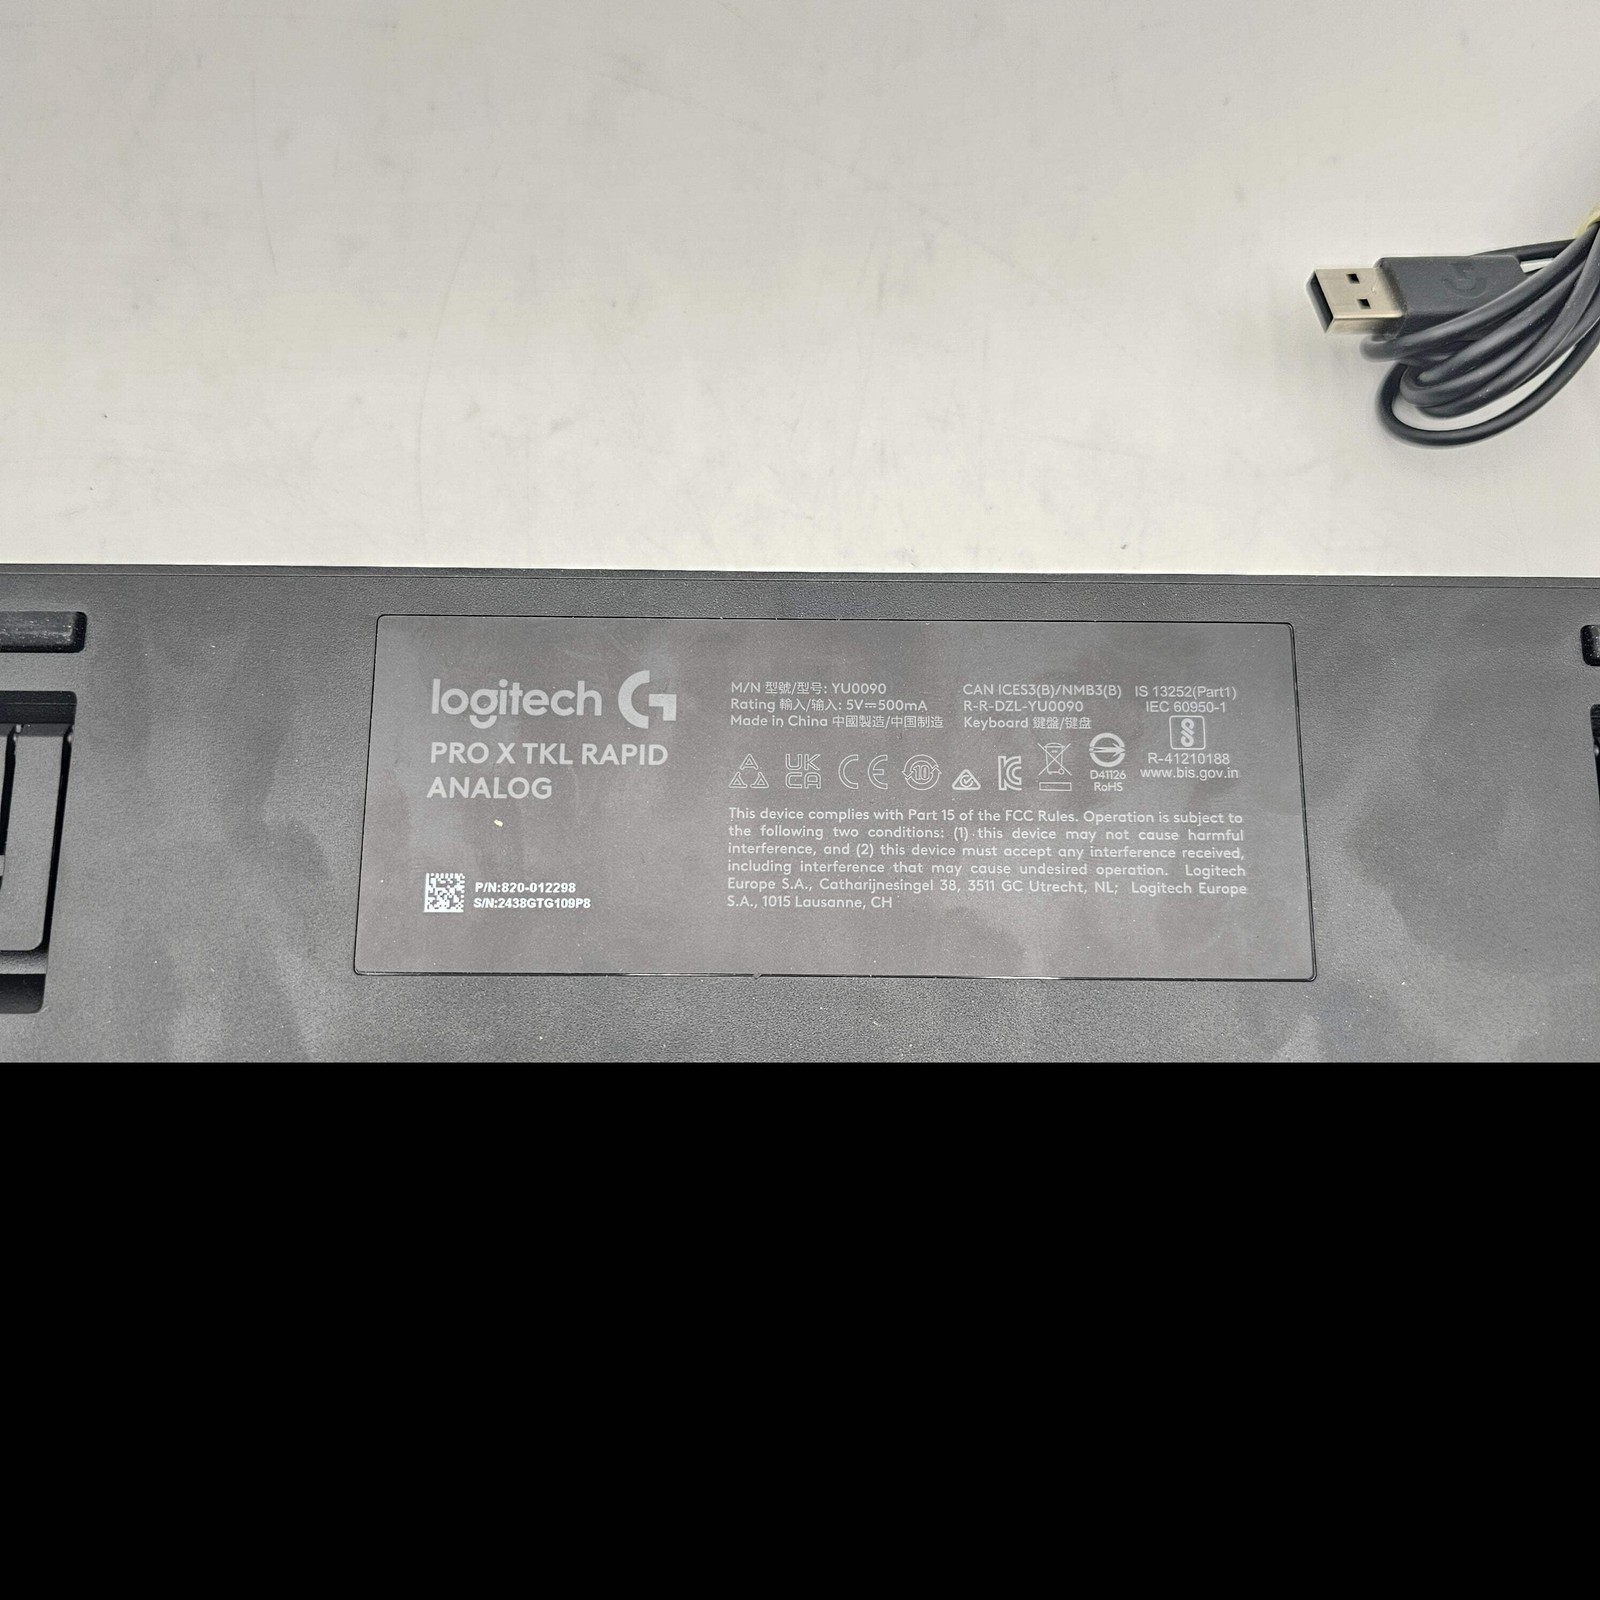 logitech G
PRO X TKL RAPID
ANALOG
P/N:820-012298
S/N:2438GTG109P8
M/N 型號/型号: YU0090
Rating 輸入/输入: 5V⎓500mA
Made in China 中國製造/中国制造
CAN ICES3(B)/NMB3(B)
R-R-DZL-YU0090
Keyboard 鍵盤/键盘
IS 13252(Part1)
IEC 60950-1
R-41210188
www.bis.gov.in
UK
CA
CE
10
D41126
RoHS
This device complies with Part 15 of the FCC Rules. Operation is subject to
the following two conditions: (1) this device may not cause harmful
interference, and (2) this device must accept any interference received,
including interference that may cause undesired operation. Logitech
Europe S.A., Catharijnesingel 38, 3511 GC Utrecht, NL; Logitech Europe
S.A., 1015 Lausanne, CH